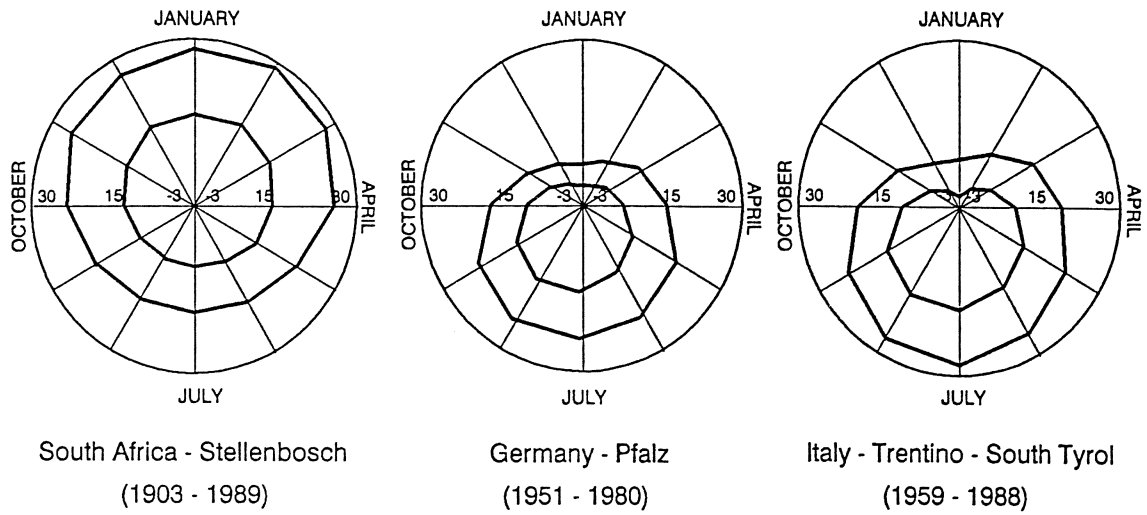 JANUARY
OCTOBER
30 15 -3 -3 15 30
APRIL
JULY
South Africa - Stellenbosch
(1903 - 1989)
JANUARY
OCTOBER
30 15 -3 -3 15 30
APRIL
JULY
Germany - Pfalz
(1951 - 1980)
JANUARY
OCTOBER
30 15 -3 -3 15 30
APRIL
JULY
Italy - Trentino - South Tyrol
(1959 - 1988)